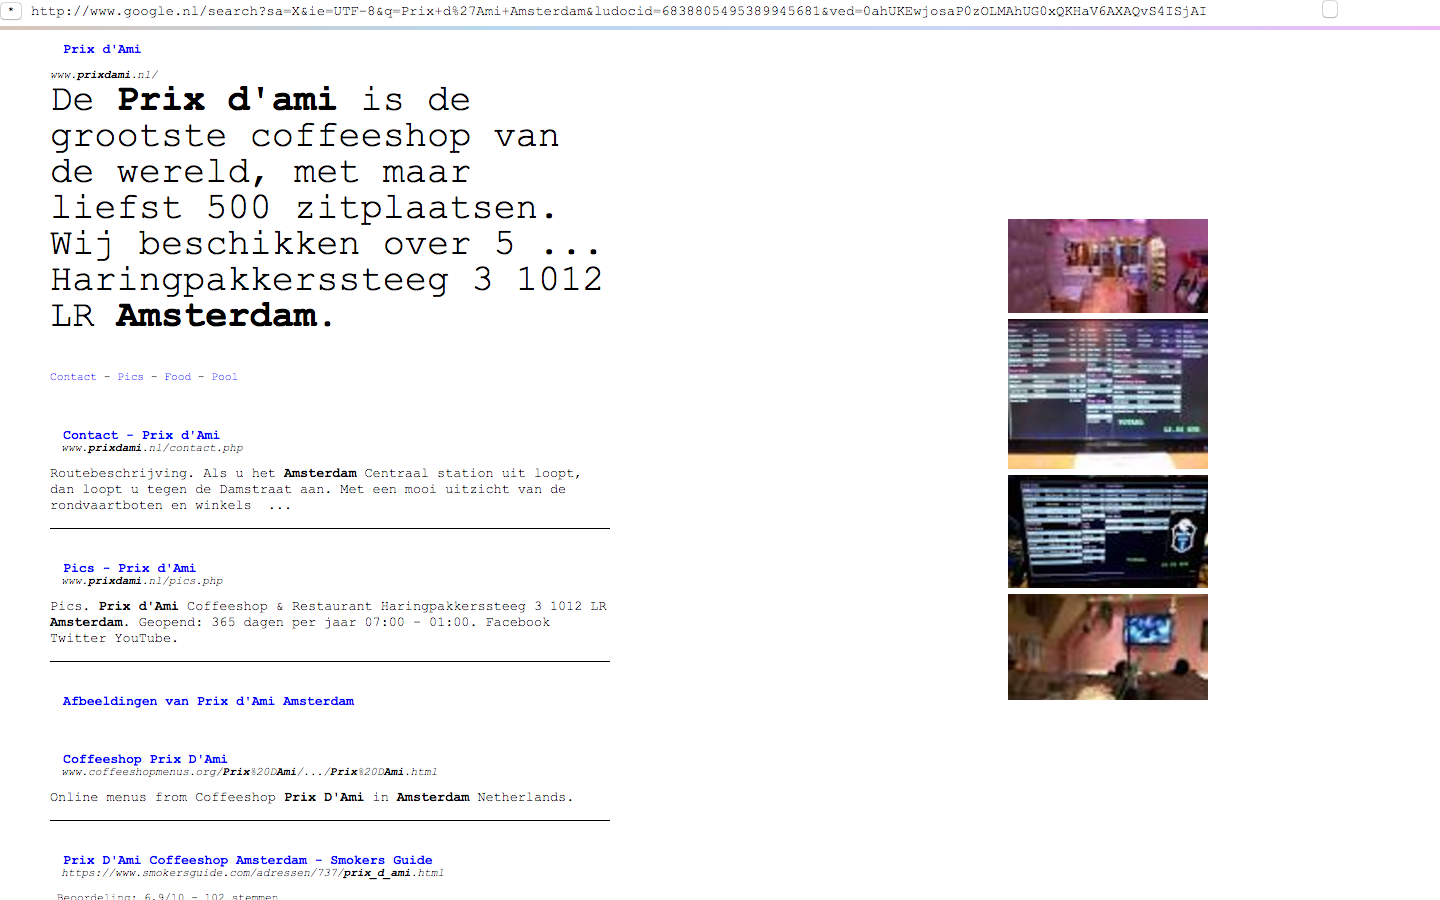 * http://www.google.nl/search?sa=X&ie=UTF-8&q=Prix+d%27Ami+Amsterdam&ludocid=6838805495389945681&ved=0ahUKEwjosaP0zOLMAhUG0xQKHaV6AXAQvS4ISjAI
Prix d'Ami
www.prixdami.nl/
De Prix d'ami is de
grootste coffeeshop van
de wereld, met maar
liefst 500 zitplaatsen.
Wij beschikken over 5 ...
Haringpakkerssteeg 3 1012
LR Amsterdam.
Contact - Pics - Food - Pool
Contact - Prix d'Ami
www.prixdami.nl/contact.php
Routebeschrijving. Als u het Amsterdam Centraal station uit loopt,
dan loopt u tegen de Damstraat aan. Met een mooi uitzicht van de
rondvaartboten en winkels ...
Pics - Prix d'Ami
www.prixdami.nl/pics.php
Pics. Prix d'Ami Coffeeshop & Restaurant Haringpakkerssteeg 3 1012 LR
Amsterdam. Geopend: 365 dagen per jaar 07:00 - 01:00. Facebook
Twitter YouTube.
Afbeeldingen van Prix d'Ami Amsterdam
Coffeeshop Prix D'Ami
www.coffeeshopmenus.org/Prix%20DAmi/.../Prix%20DAmi.html
Online menus from Coffeeshop Prix D'Ami in Amsterdam Netherlands.
Prix D'Ami Coffeeshop Amsterdam - Smokers Guide
https://www.smokersguide.com/adressen/737/prix_d_ami.html
Beoordeling: 6,9/10 - 102 stemmen